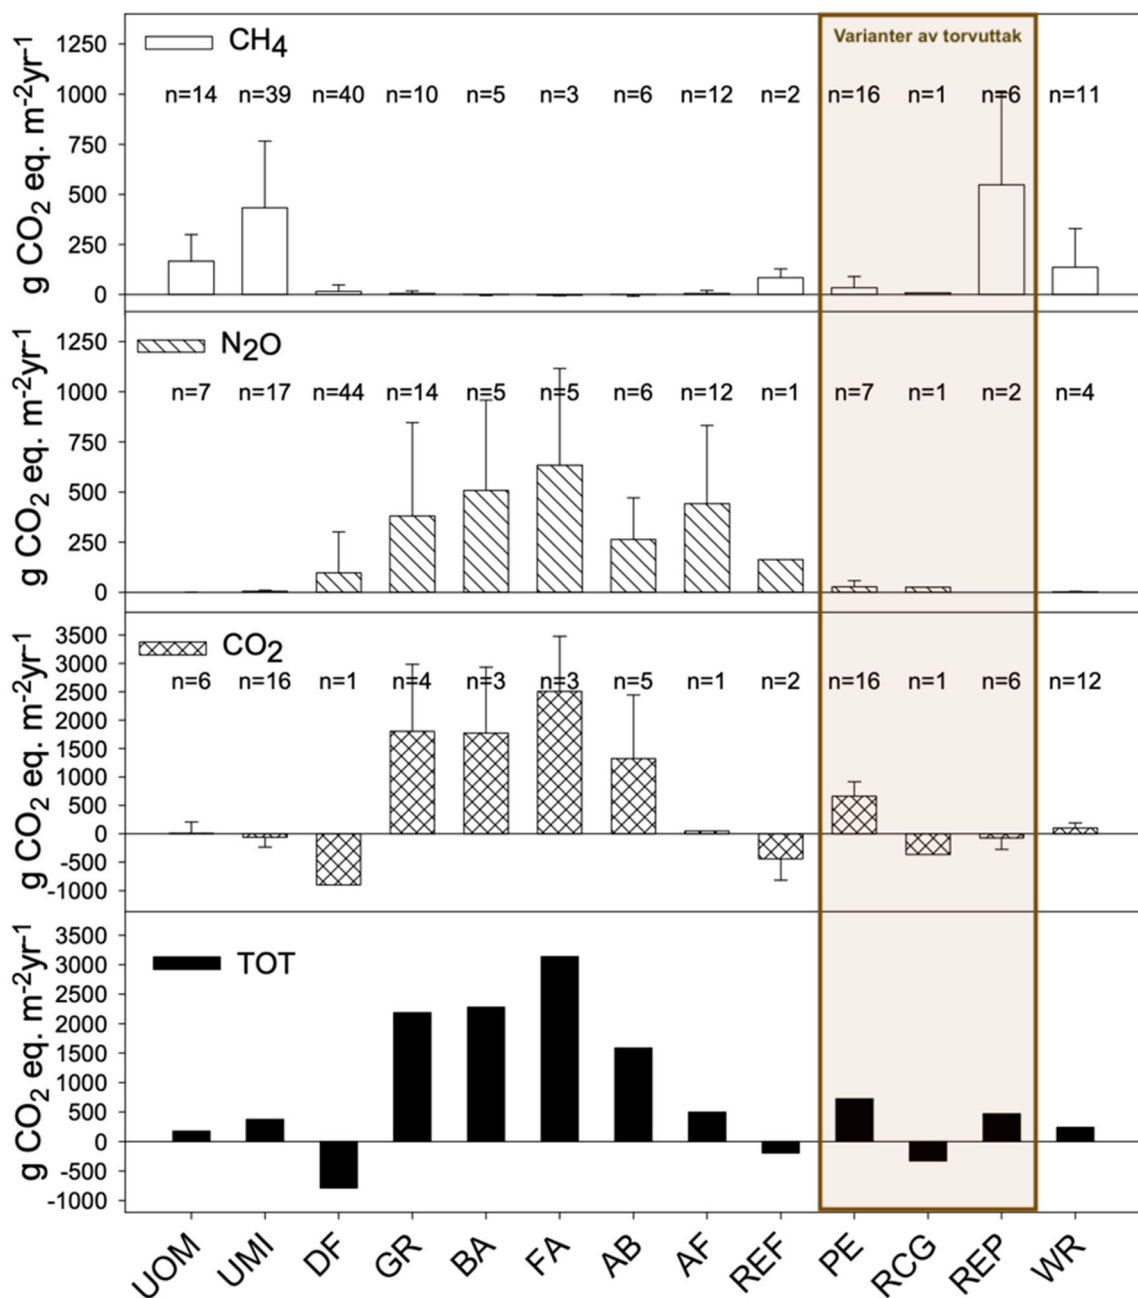 CH4
Varianter av torvuttak
n=14 n=39 n=40 n=10 n=5 n=3 n=6 n=12 n=2 n=16 n=1 n=6 n=11
1250
1000
750
500
250
0
g CO2 eq. m-2yr-1
N2O
n=7 n=17 n=44 n=14 n=5 n=5 n=6 n=12 n=1 n=7 n=1 n=2 n=4
1250
1000
750
500
250
0
g CO2 eq. m-2yr-1
CO2
n=6 n=16 n=1 n=4 n=3 n=3 n=5 n=1 n=2 n=16 n=1 n=6 n=12
3500
3000
2500
2000
1500
1000
500
0
-500
-1000
g CO2 eq. m-2yr-1
TOT
3500
3000
2500
2000
1500
1000
500
0
-500
-1000
g CO2 eq. m-2yr-1
UOM UMI DF GR BA FA AB AF REF PE RCG REP WR